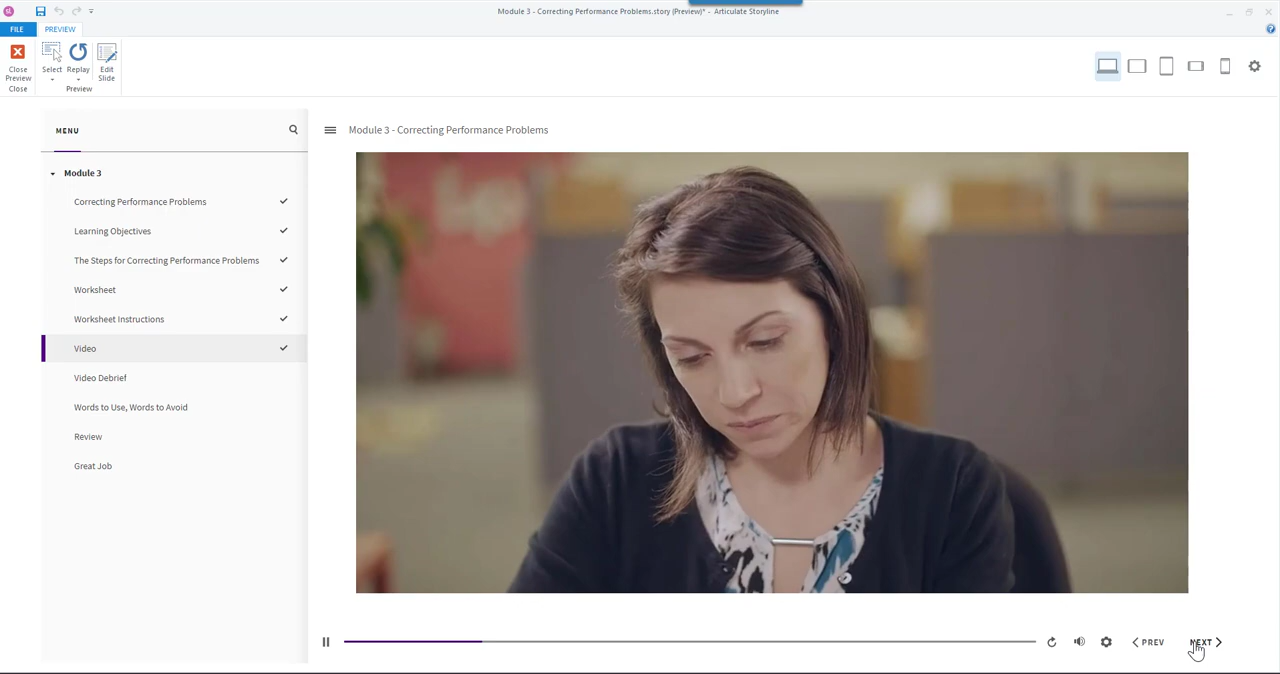 Module 3 - Correcting Performance Problems.story (Preview)* - Articulate Storyline
FILE
PREVIEW
Close Preview
Select
Replay
Edit Slide
Close
Preview
MENU
Module 3 - Correcting Performance Problems
Module 3
Correcting Performance Problems
Learning Objectives
The Steps for Correcting Performance Problems
Worksheet
Worksheet Instructions
Video
Video Debrief
Words to Use, Words to Avoid
Review
Great Job
PREV
NEXT